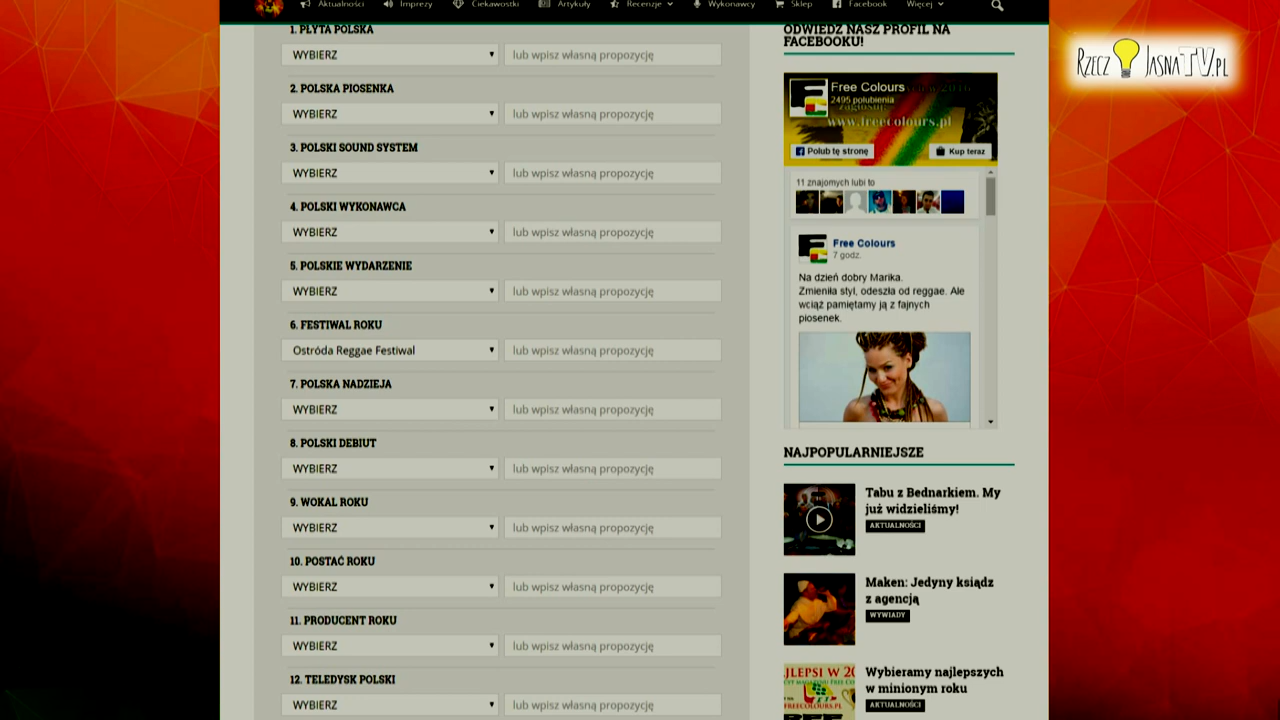 Aktualności Imprezy Ciekawostki Artykuły Recenzje Wykonawcy Sklep Facebook Więcej
1. PŁYTA POLSKA
WYBIERZ lub wpisz własną propozycję
2. POLSKA PIOSENKA
WYBIERZ lub wpisz własną propozycję
3. POLSKI SOUND SYSTEM
WYBIERZ lub wpisz własną propozycję
4. POLSKI WYKONAWCA
WYBIERZ lub wpisz własną propozycję
5. POLSKIE WYDARZENIE
WYBIERZ lub wpisz własną propozycję
6. FESTIWAL ROKU
Ostróda Reggae Festiwal lub wpisz własną propozycję
7. POLSKA NADZIEJA
WYBIERZ lub wpisz własną propozycję
8. POLSKI DEBIUT
WYBIERZ lub wpisz własną propozycję
9. WOKAL ROKU
WYBIERZ lub wpisz własną propozycję
10. POSTAĆ ROKU
WYBIERZ lub wpisz własną propozycję
11. PRODUCENT ROKU
WYBIERZ lub wpisz własną propozycję
12. TELEDYSK POLSKI
WYBIERZ lub wpisz własną propozycję
ODWIEDŹ NASZ PROFIL NA
FACEBOOKU!
Free Colours
2495 polubienia
zagłosuj:
www.freecolours.pl
Polub tę stronę Kup teraz
11 znajomych lubi to
Free Colours
7 godz.
Na dzień dobry Marika.
Zmieniła styl, odeszła od reggae. Ale
wciąż pamiętamy ją z fajnych
piosenek.
NAJPOPULARNIEJSZE
Tabu z Bednarkiem. My
już widzieliśmy!
AKTUALNOŚCI
Maken: Jedyny ksiądz
z agencją
WYWIADY
Wybieramy najlepszych
w minionym roku
AKTUALNOŚCI
RZECZ JASNATV.PL